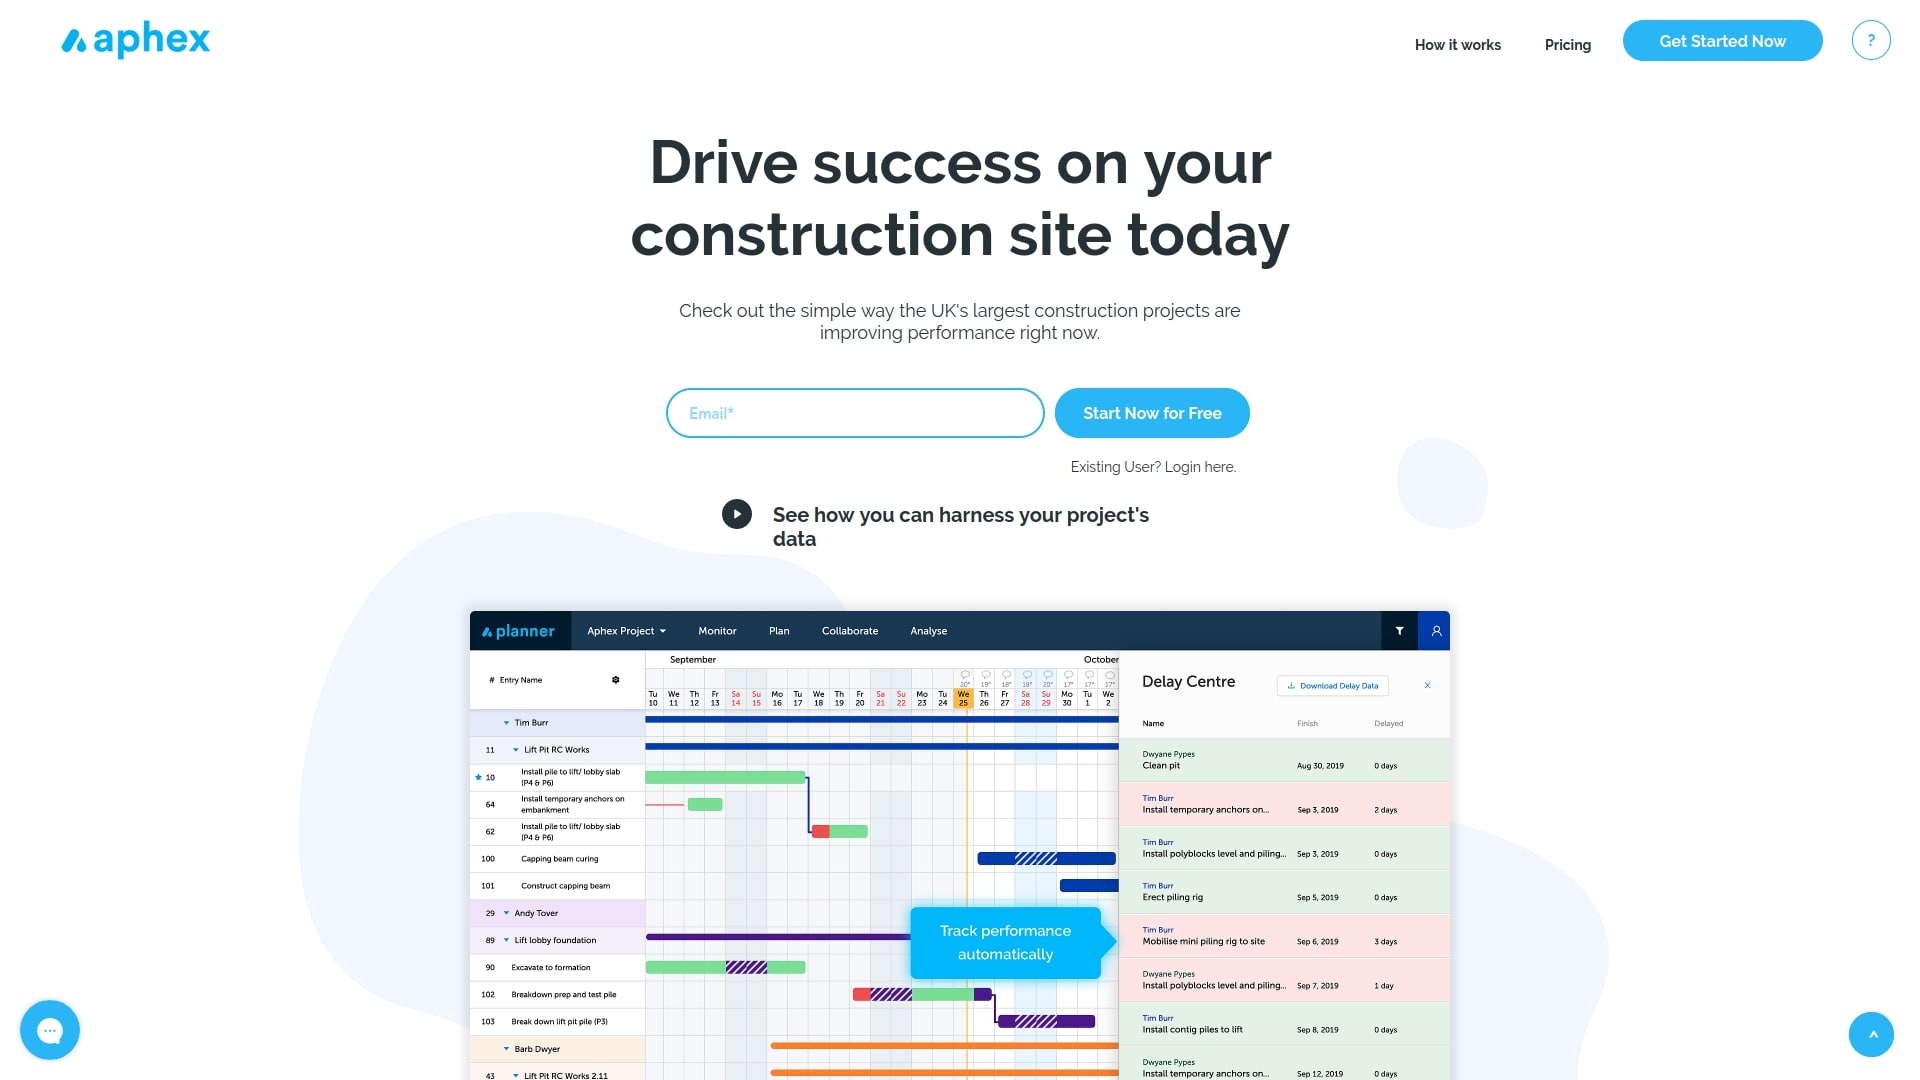 aphex
How it works
Pricing
Get Started Now
?
Drive success on your
construction site today
Check out the simple way the UK's largest construction projects are
improving performance right now.
Email*
Start Now for Free
Existing User? Login here.
See how you can harness your project's
data
planner
Aphex Project
Monitor
Plan
Collaborate
Analyse
September
October
# Entry Name
20° 19° 18° 18° 20° 17° 17° 17°
Tu We Th Fr Sa Su Mo Tu We Th Fr Sa Su Mo Tu We Th Fr Sa Su Mo Tu We
10 11 12 13 14 15 16 17 18 19 20 21 22 23 24 25 26 27 28 29 30 1 2
Tim Burr
11 Lift Pit RC Works
10 Install pile to lift/ lobby slab
(P4 & P6)
64 Install temporary anchors on
embankment
62 Install pile to lift/ lobby slab
(P4 & P6)
100 Capping beam curing
101 Construct capping beam
29 Andy Tover
89 Lift lobby foundation
90 Excavate to formation
102 Breakdown prep and test pile
103 Break down lift pit pile (P3)
Barb Dwyer
43 Lift Pit RC Works 2.11
Track performance
automatically
Delay Centre
Download Delay Data
X
Name Finish Delayed
Dwyane Pypes
Clean pit Aug 30, 2019 0 days
Tim Burr
Install temporary anchors on... Sep 3, 2019 2 days
Tim Burr
Install polyblocks level and piling... Sep 3, 2019 0 days
Tim Burr
Erect piling rig Sep 5, 2019 0 days
Tim Burr
Mobilise mini piling rig to site Sep 6, 2019 3 days
Dwyane Pypes
Install polyblocks level and piling... Sep 7, 2019 1 day
Tim Burr
Install contig piles to lift Sep 8, 2019 0 days
Dwyane Pypes
Install temporary anchors on... Sep 12, 2019 0 days